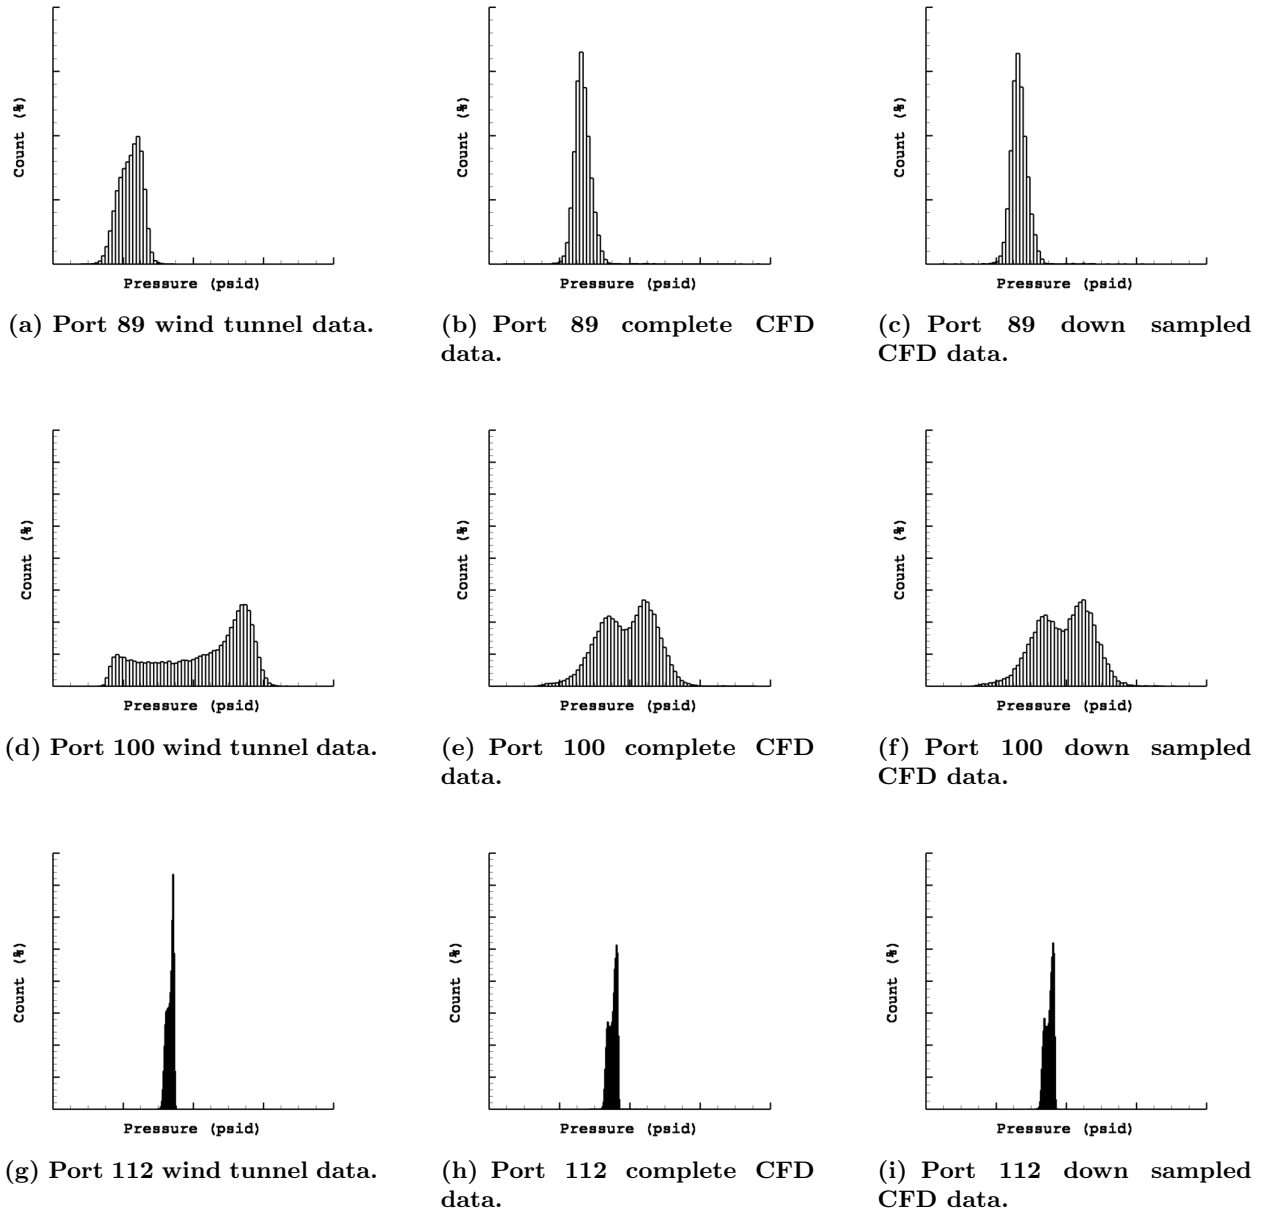 Count (%)
Pressure (psid)
(a) Port 89 wind tunnel data.
Count (%)
Pressure (psid)
(b) Port 89 complete CFD
data.
Count (%)
Pressure (psid)
(c) Port 89 down sampled
CFD data.
Count (%)
Pressure (psid)
(d) Port 100 wind tunnel data.
Count (%)
Pressure (psid)
(e) Port 100 complete CFD
data.
Count (%)
Pressure (psid)
(f) Port 100 down sampled
CFD data.
Count (%)
Pressure (psid)
(g) Port 112 wind tunnel data.
Count (%)
Pressure (psid)
(h) Port 112 complete CFD
data.
Count (%)
Pressure (psid)
(i) Port 112 down sampled
CFD data.